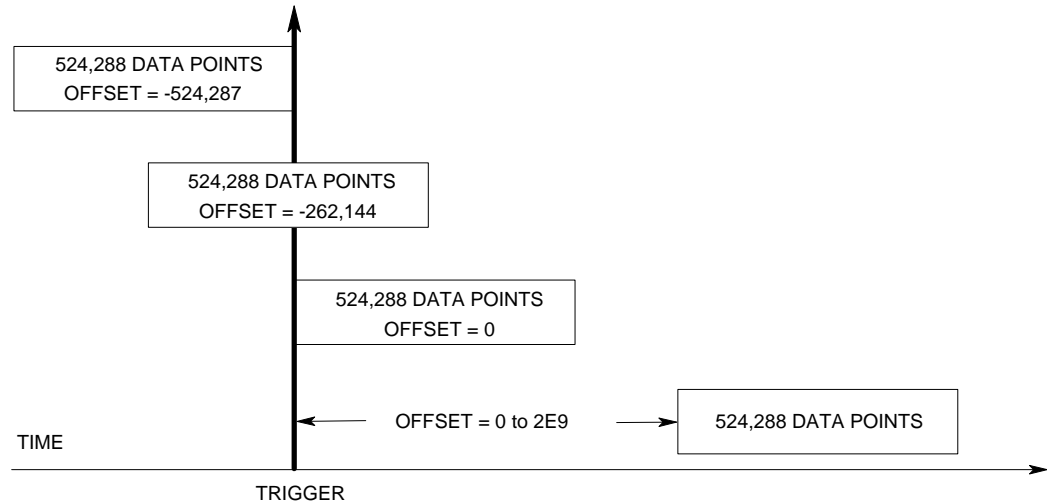 524,288 DATA POINTS
OFFSET = -524,287
524,288 DATA POINTS
OFFSET = -262,144
524,288 DATA POINTS
OFFSET = 0
OFFSET = 0 to 2E9
524,288 DATA POINTS
TIME
TRIGGER